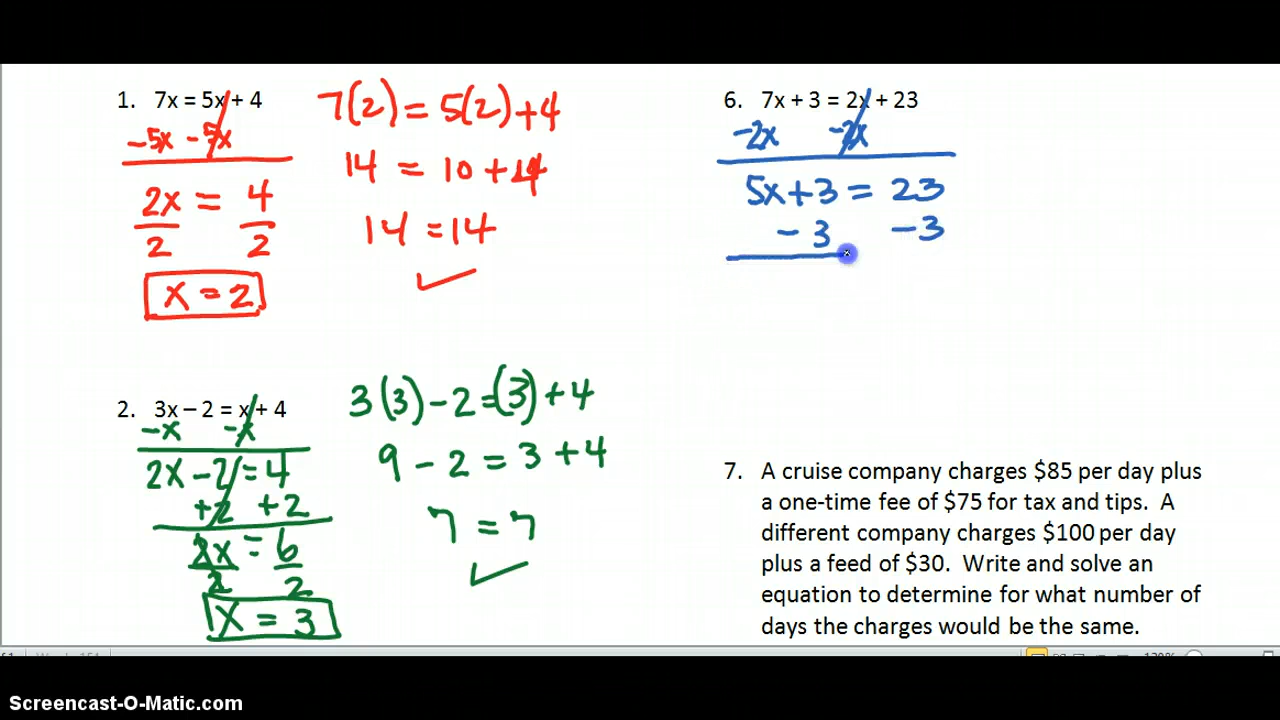 1. 7x = 5x + 4
-5x -5x
2x = 4
2 2
x = 2
7(2) = 5(2) + 4
14 = 10 + 4
14 = 14
2. 3x – 2 = x + 4
-x -x
2x - 2 = 4
+2 +2
2x = 6
2 2
x = 3
3(3) - 2 = (3) + 4
9 - 2 = 3 + 4
7 = 7
6. 7x + 3 = 2x + 23
-2x -2x
5x + 3 = 23
- 3 - 3
7. A cruise company charges $85 per day plus
a one-time fee of $75 for tax and tips. A
different company charges $100 per day
plus a feed of $30. Write and solve an
equation to determine for what number of
days the charges would be the same.
Screencast-O-Matic.com